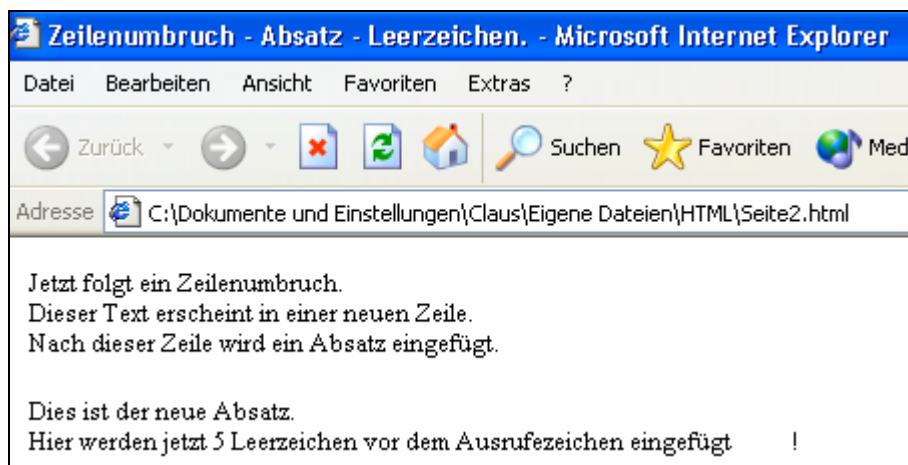 Zeilenumbruch - Absatz - Leerzeichen. - Microsoft Internet Explorer
Datei Bearbeiten Ansicht Favoriten Extras ?
Zurück Suchen Favoriten Med
Adresse C:\Dokumente und Einstellungen\Claus\Eigene Dateien\HTML\Seite2.html
Jetzt folgt ein Zeilenumbruch.
Dieser Text erscheint in einer neuen Zeile.
Nach dieser Zeile wird ein Absatz eingefügt.
Dies ist der neue Absatz.
Hier werden jetzt 5 Leerzeichen vor dem Ausrufezeichen eingefügt     !